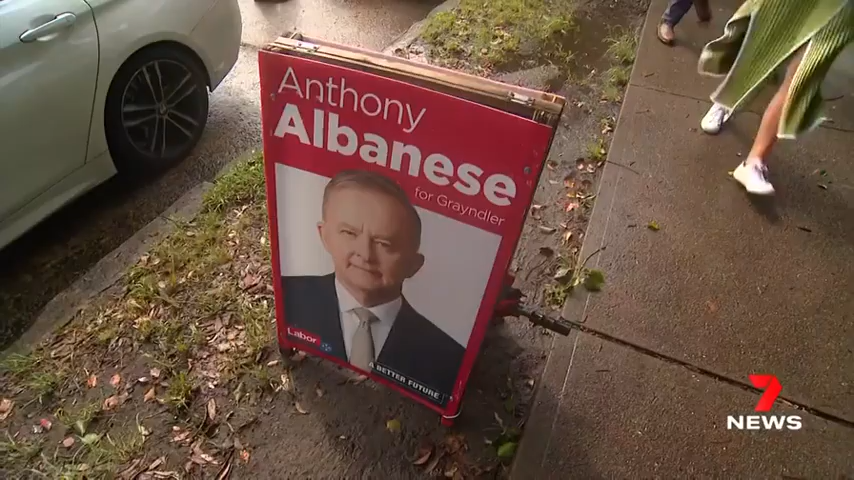 Anthony
Albanese
for Grayndler
Labor
A BETTER FUTURE
7
NEWS